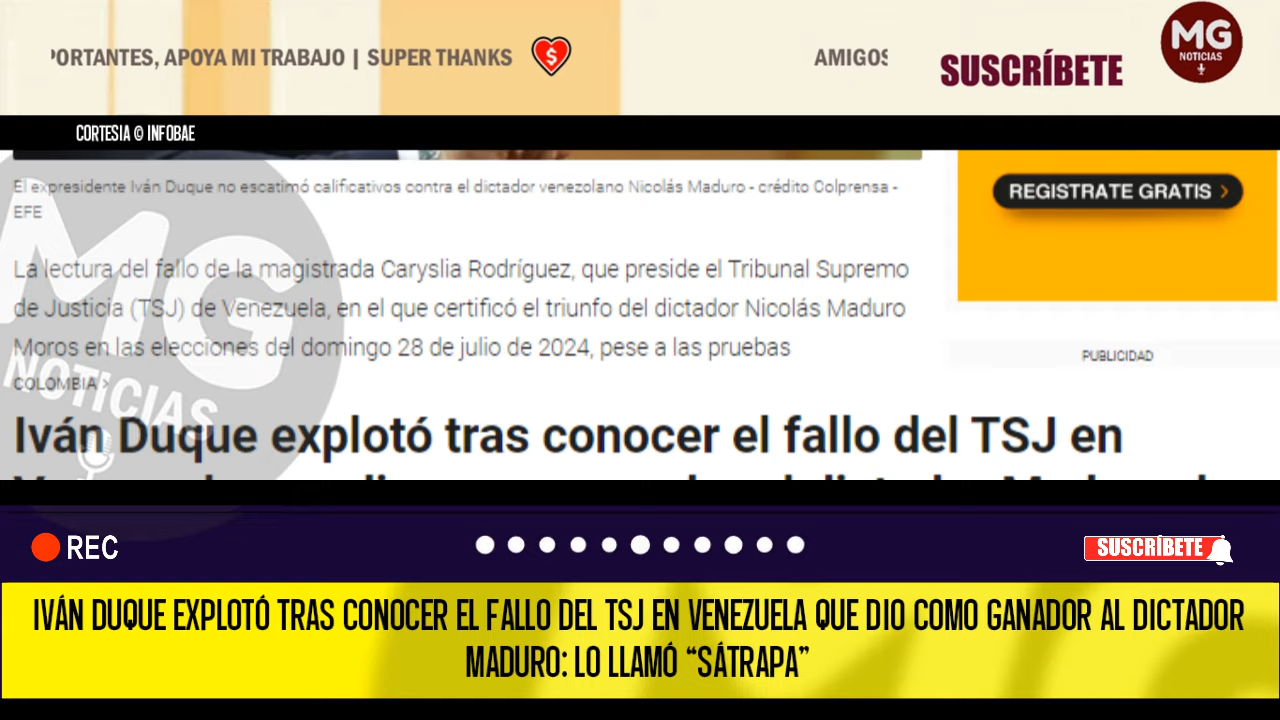 PORTANTES, APOYA MI TRABAJO | SUPER THANKS
AMIGOS
SUSCRÍBETE
MG
NOTICIAS
CORTESIA © INFOBAE
El expresidente Iván Duque no escatimó calificativos contra el dictador venezolano Nicolás Maduro - crédito Colprensa -
EFE
REGISTRATE GRATIS >
La lectura del fallo de la magistrada Caryslia Rodríguez, que preside el Tribunal Supremo
de Justicia (TSJ) de Venezuela, en el que certificó el triunfo del dictador Nicolás Maduro
Moros en las elecciones del domingo 28 de julio de 2024, pese a las pruebas
PUBLICIDAD
MG
NOTICIAS
COLOMBIA >
Iván Duque explotó tras conocer el fallo del TSJ en
REC
SUSCRÍBETE
IVÁN DUQUE EXPLOTÓ TRAS CONOCER EL FALLO DEL TSJ EN VENEZUELA QUE DIO COMO GANADOR AL DICTADOR
MADURO: LO LLAMÓ “SÁTRAPA”